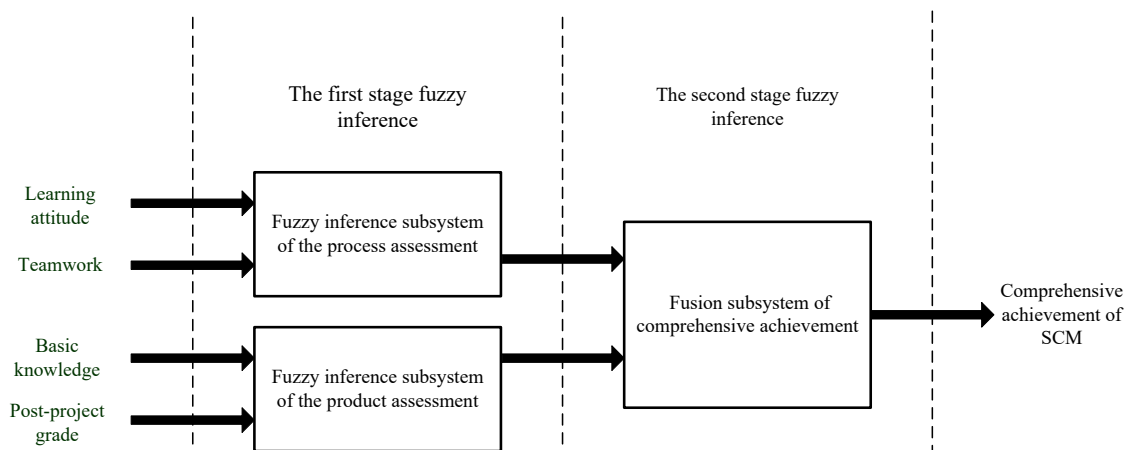 The first stage fuzzy
inference
The second stage fuzzy
inference
Learning
attitude
Teamwork
Fuzzy inference subsystem
of the process assessment
Basic
knowledge
Post-project
grade
Fuzzy inference subsystem
of the product assessment
Fusion subsystem of
comprehensive achievement
Comprehensive
achievement of
SCM